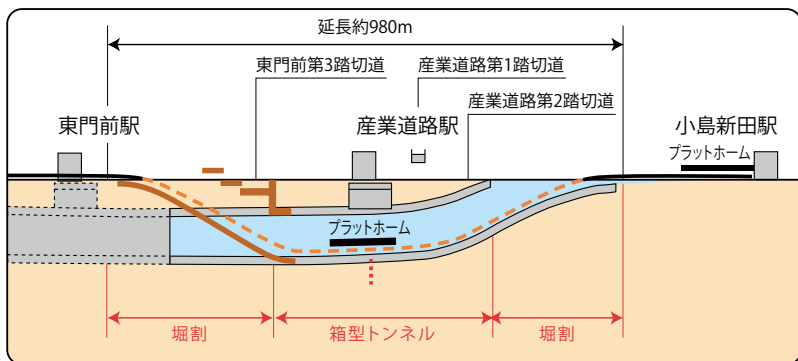 延長約980m
東門前第3踏切道
産業道路第1踏切道
産業道路第2踏切道
東門前駅
産業道路駅
小島新田駅
プラットホーム
プラットホーム
堀割
箱型トンネル
堀割